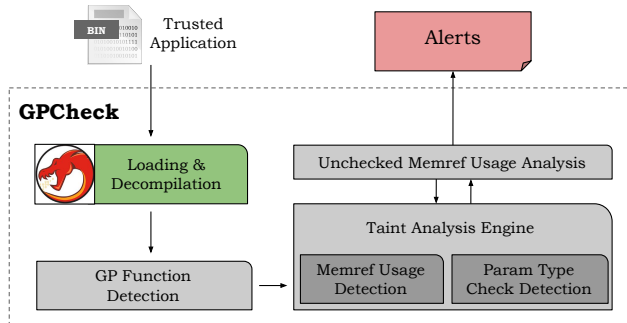 BIN
Trusted
Application
Alerts
GPCheck
Loading &
Decompilation
Unchecked Memref Usage Analysis
Taint Analysis Engine
GP Function
Detection
Memref Usage
Detection
Param Type
Check Detection